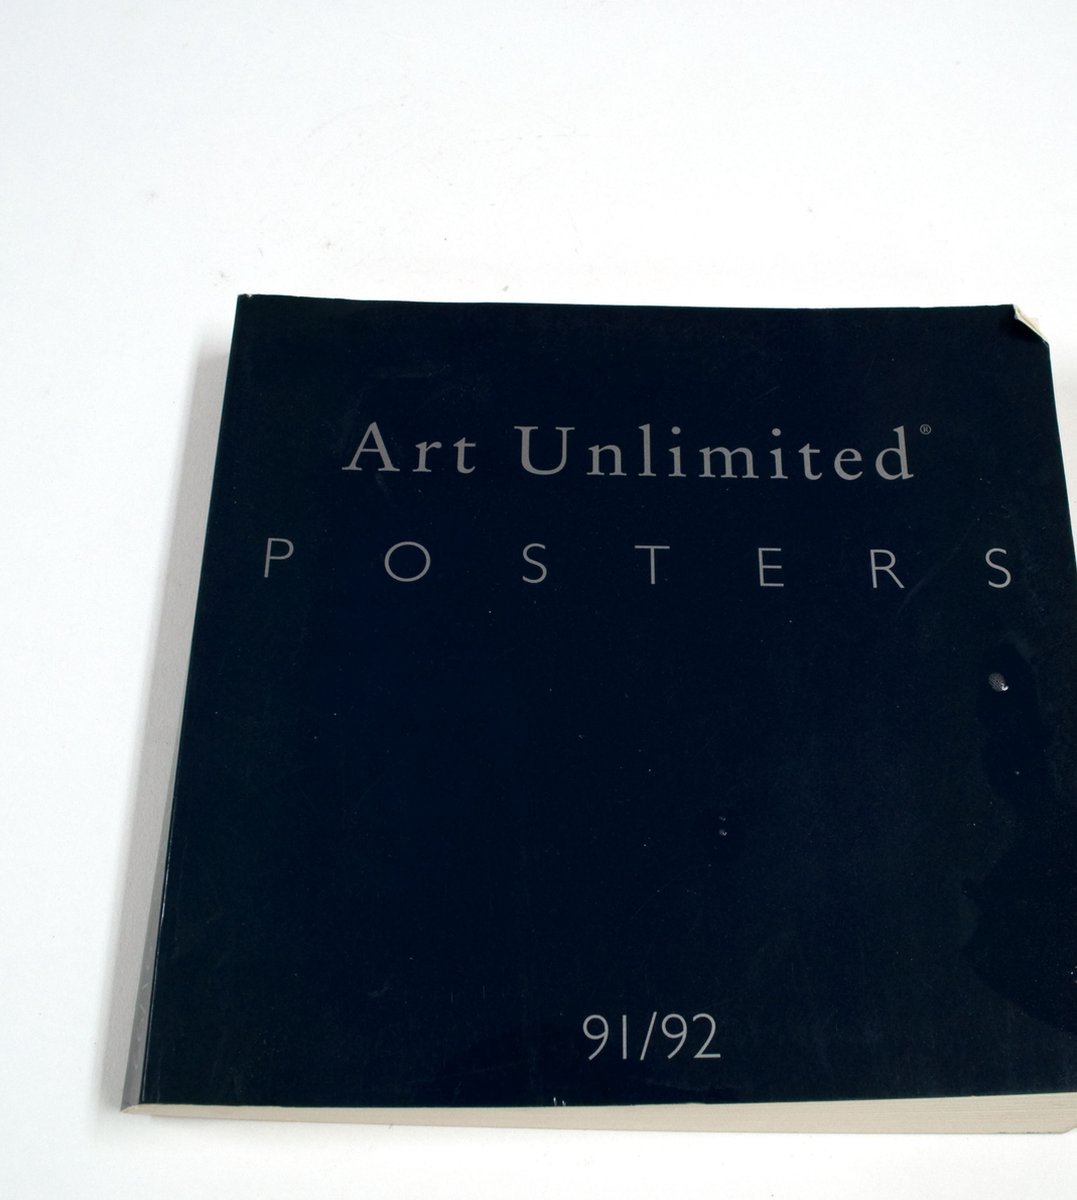 Art Unlimited®
POSTERS
91/92